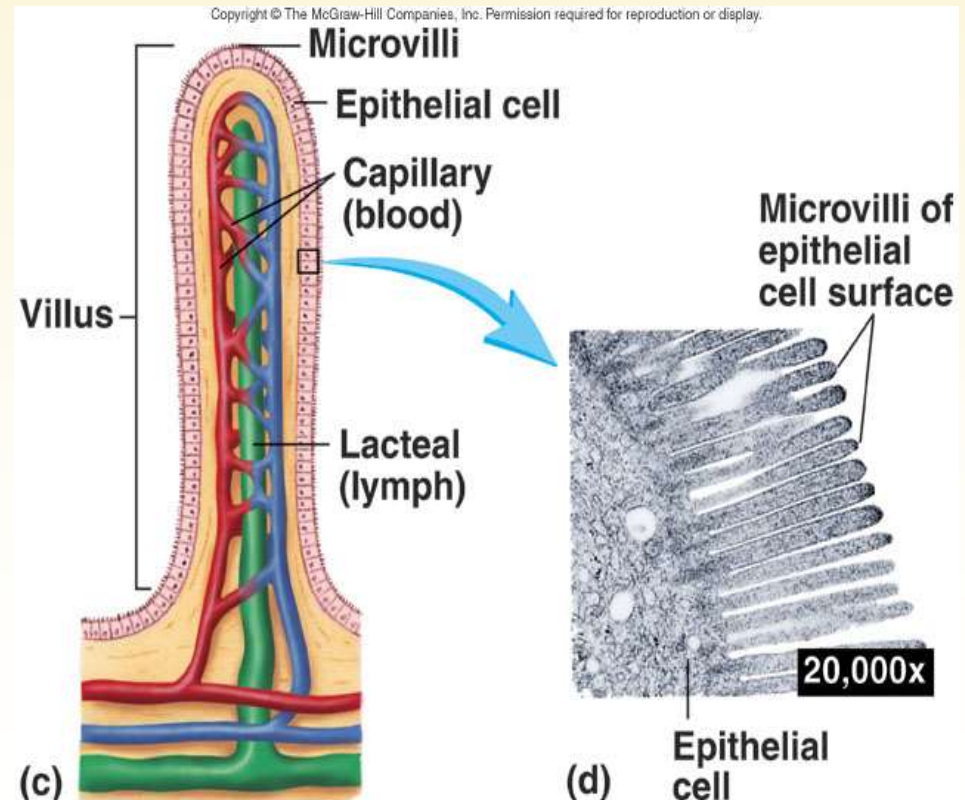 Copyright © The McGraw-Hill Companies, Inc. Permission required for reproduction or display.
Microvilli
Epithelial cell
Capillary
(blood)
Villus
Lacteal
(lymph)
(c)
Microvilli of
epithelial
cell surface
20,000x
Epithelial
cell
(d)